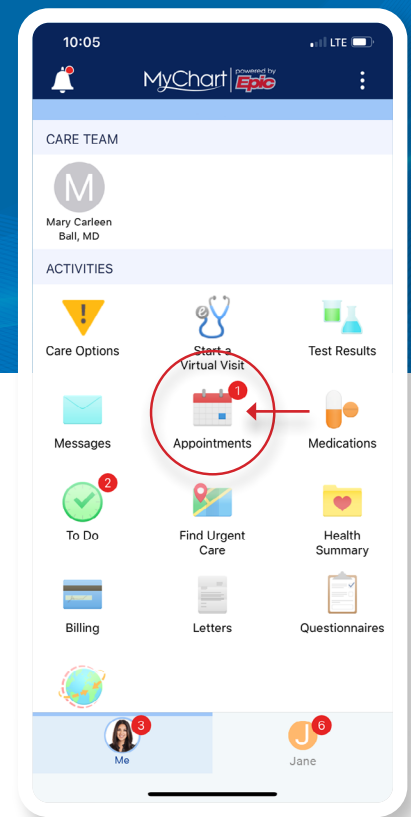 10:05
LTE
MyChart powered by Epic
CARE TEAM
M
Mary Carleen
Ball, MD
ACTIVITIES
Care Options
Start a
Virtual Visit
Test Results
1
Messages
Appointments
Medications
2
To Do
Find Urgent
Care
Health
Summary
Billing
Letters
Questionnaires
3
Me
J
6
Jane